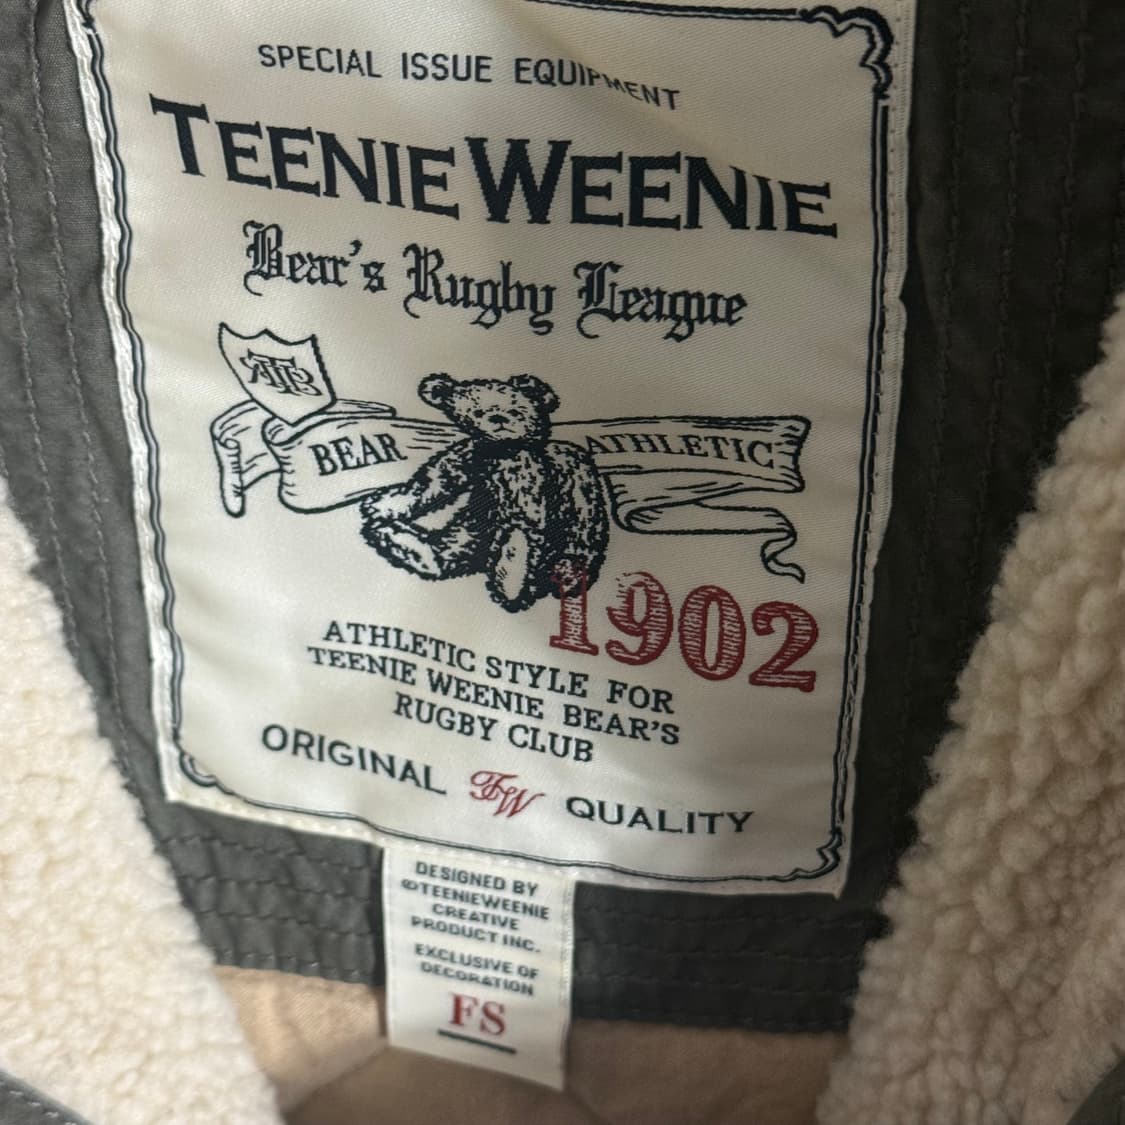 SPECIAL ISSUE EQUIPMENT
TEENIE WEENIE
Bear's Rugby League
BEAR ATHLETIC
1902
ATHLETIC STYLE FOR
TEENIE WEENIE BEAR'S
RUGBY CLUB
ORIGINAL TW QUALITY
DESIGNED BY
@TEENIEWEENIE
CREATIVE
PRODUCT INC.
EXCLUSIVE OF
DECORATION
FS